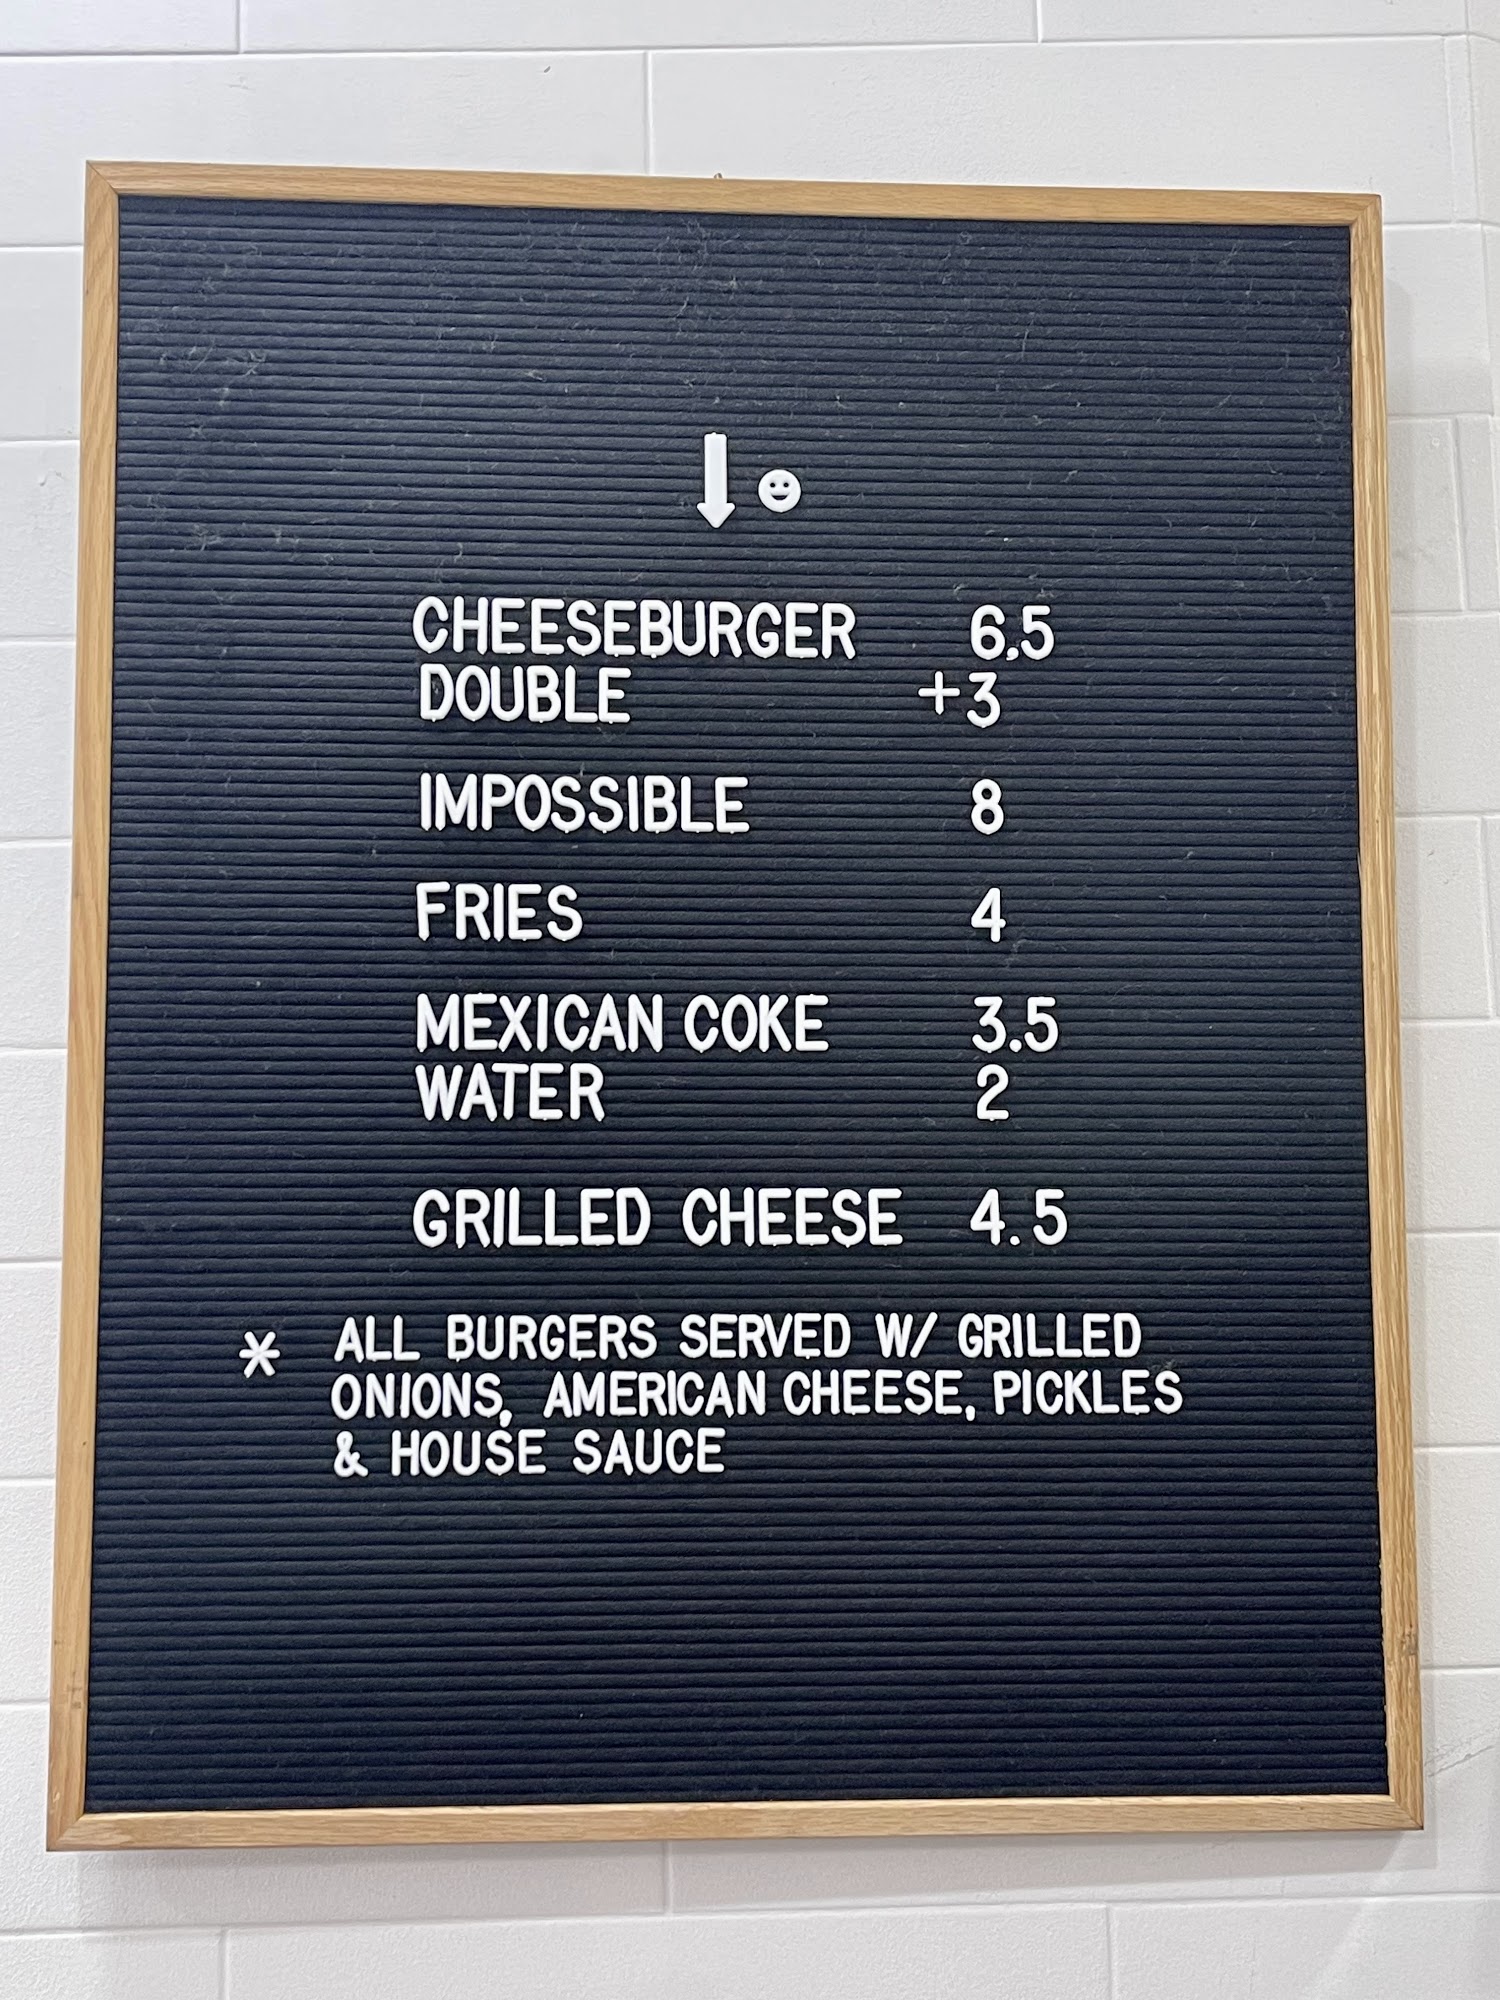 CHEESEBURGER 6,5
DOUBLE +3
IMPOSSIBLE 8
FRIES 4
MEXICAN COKE 3.5
WATER 2
GRILLED CHEESE 4.5
* ALL BURGERS SERVED W/ GRILLED
ONIONS, AMERICAN CHEESE, PICKLES
& HOUSE SAUCE